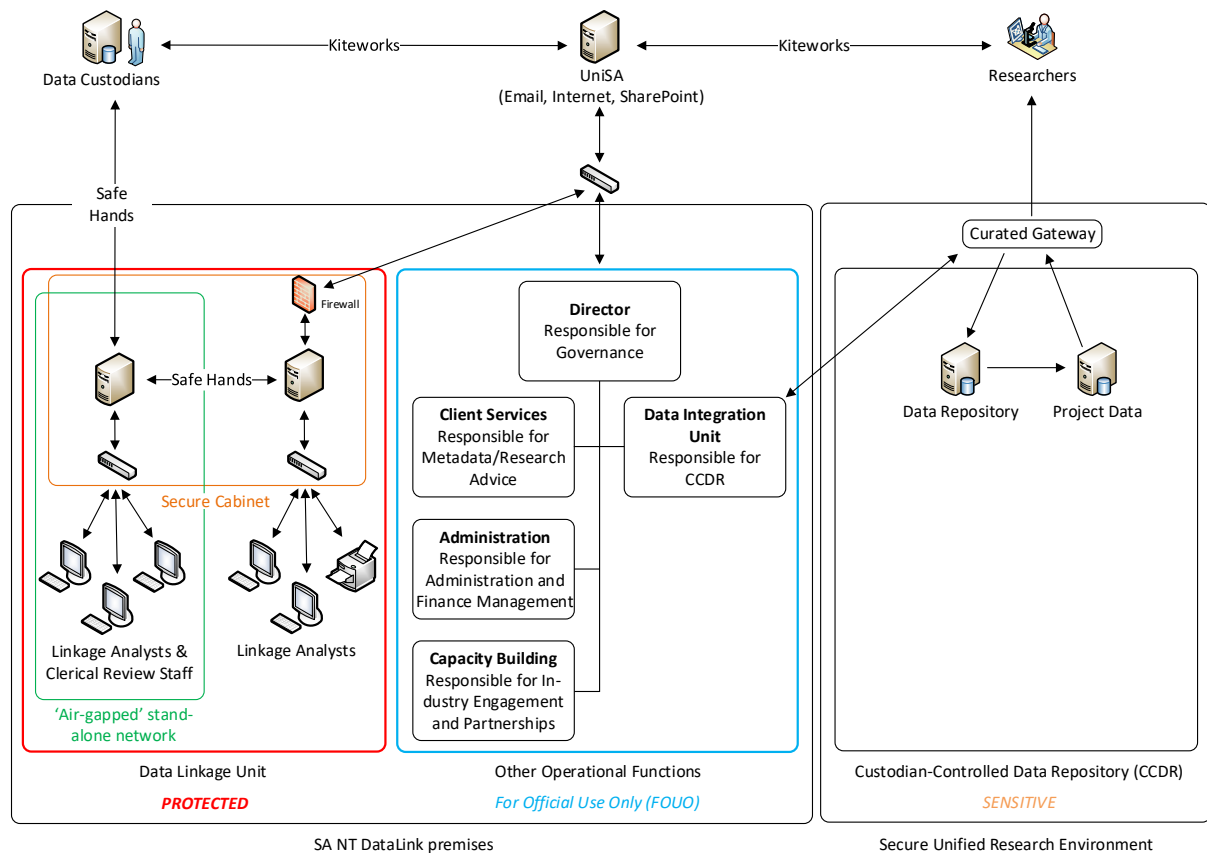 Kiteworks
Kiteworks
Data Custodians
UniSA
(Email, Internet, SharePoint)
Researchers
Safe
Hands
Curated Gateway
Firewall
Safe Hands
Secure Cabinet
Linkage Analysts &
Clerical Review Staff
Linkage Analysts
‘Air-gapped’ stand-
alone network
Director
Responsible for
Governance
Client Services
Responsible for
Metadata/Research
Advice
Data Integration
Unit
Responsible for
CCDR
Administration
Responsible for
Administration and
Finance Management
Capacity Building
Responsible for In-
dustry Engagement
and Partnerships
Data Repository
Project Data
Data Linkage Unit
PROTECTED
Other Operational Functions
For Official Use Only (FOUO)
Custodian-Controlled Data Repository (CCDR)
SENSITIVE
SA NT DataLink premises
Secure Unified Research Environment